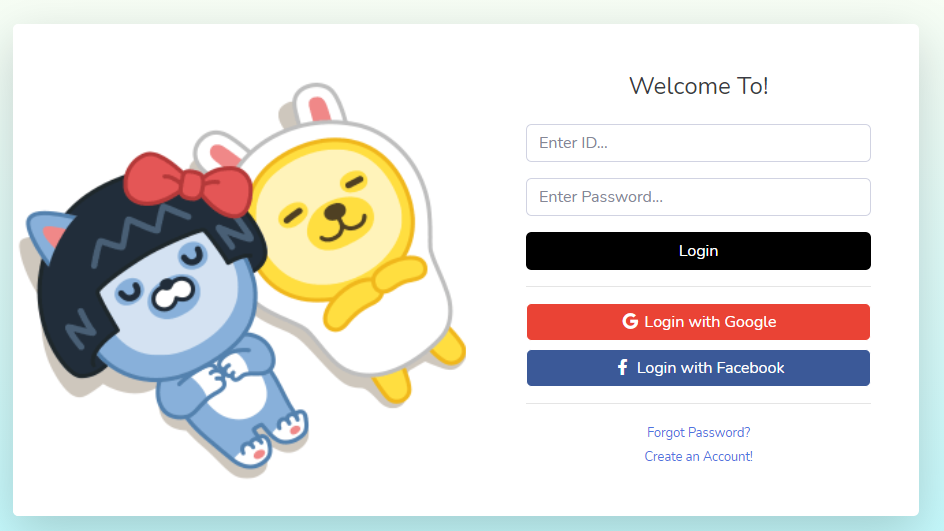 Welcome To!
Enter ID...
Enter Password...
Login
Login with Google
Login with Facebook
Forgot Password?
Create an Account!